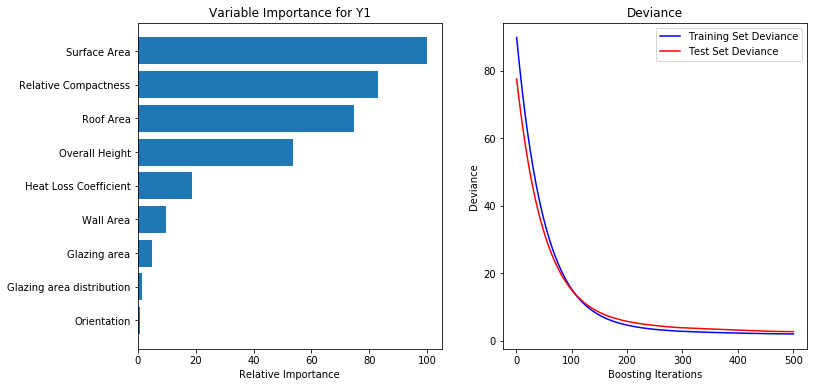 Variable Importance for Y1
Surface Area
Relative Compactness
Roof Area
Overall Height
Heat Loss Coefficient
Wall Area
Glazing area
Glazing area distribution
Orientation
0 20 40 60 80 100
Relative Importance
Deviance
Training Set Deviance
Test Set Deviance
80
60
40
20
0
Deviance
0 100 200 300 400 500
Boosting Iterations